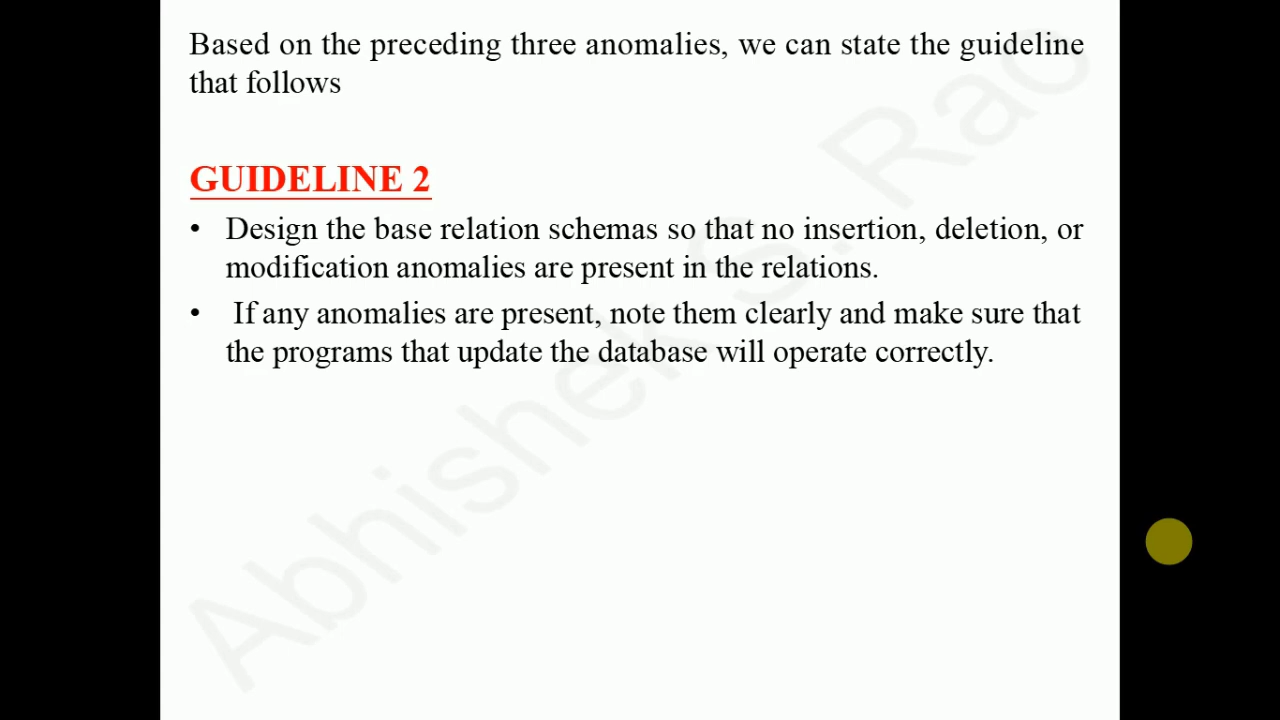 Based on the preceding three anomalies, we can state the guideline
that follows
GUIDELINE 2
• Design the base relation schemas so that no insertion, deletion, or
modification anomalies are present in the relations.
• If any anomalies are present, note them clearly and make sure that
the programs that update the database will operate correctly.
Abhishek S. Rao